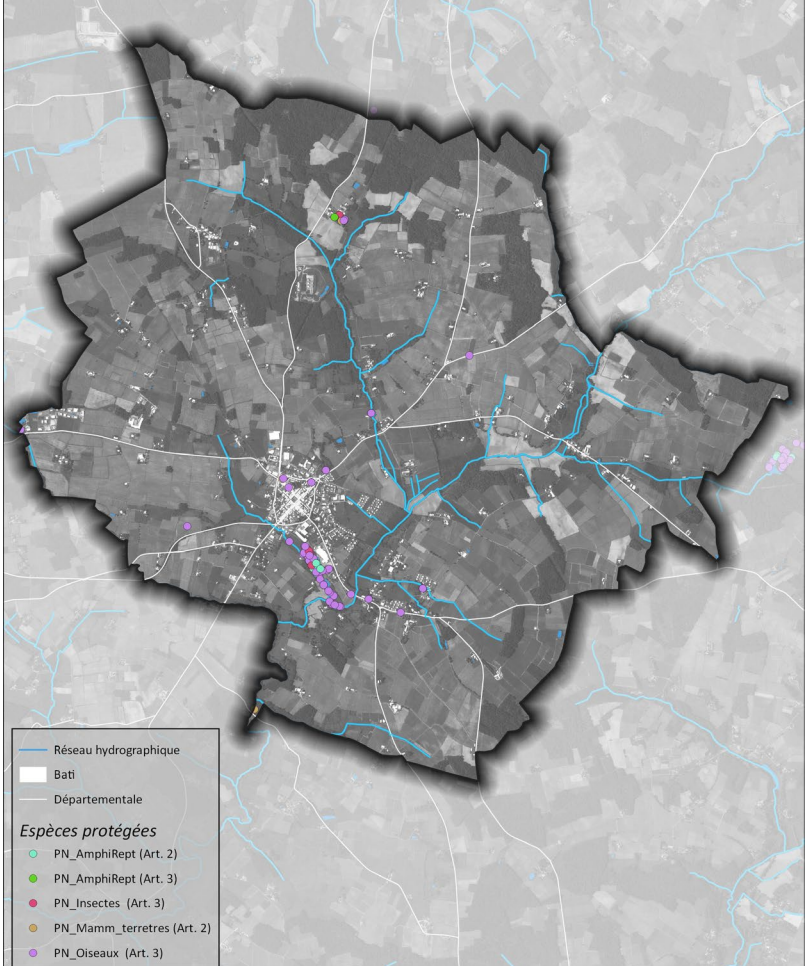 Réseau hydrographique
Bati
Départementale
Espèces protégées
PN_AmphiRept (Art. 2)
PN_AmphiRept (Art. 3)
PN_Insectes (Art. 3)
PN_Mamm_terretres (Art. 2)
PN_Oiseaux (Art. 3)